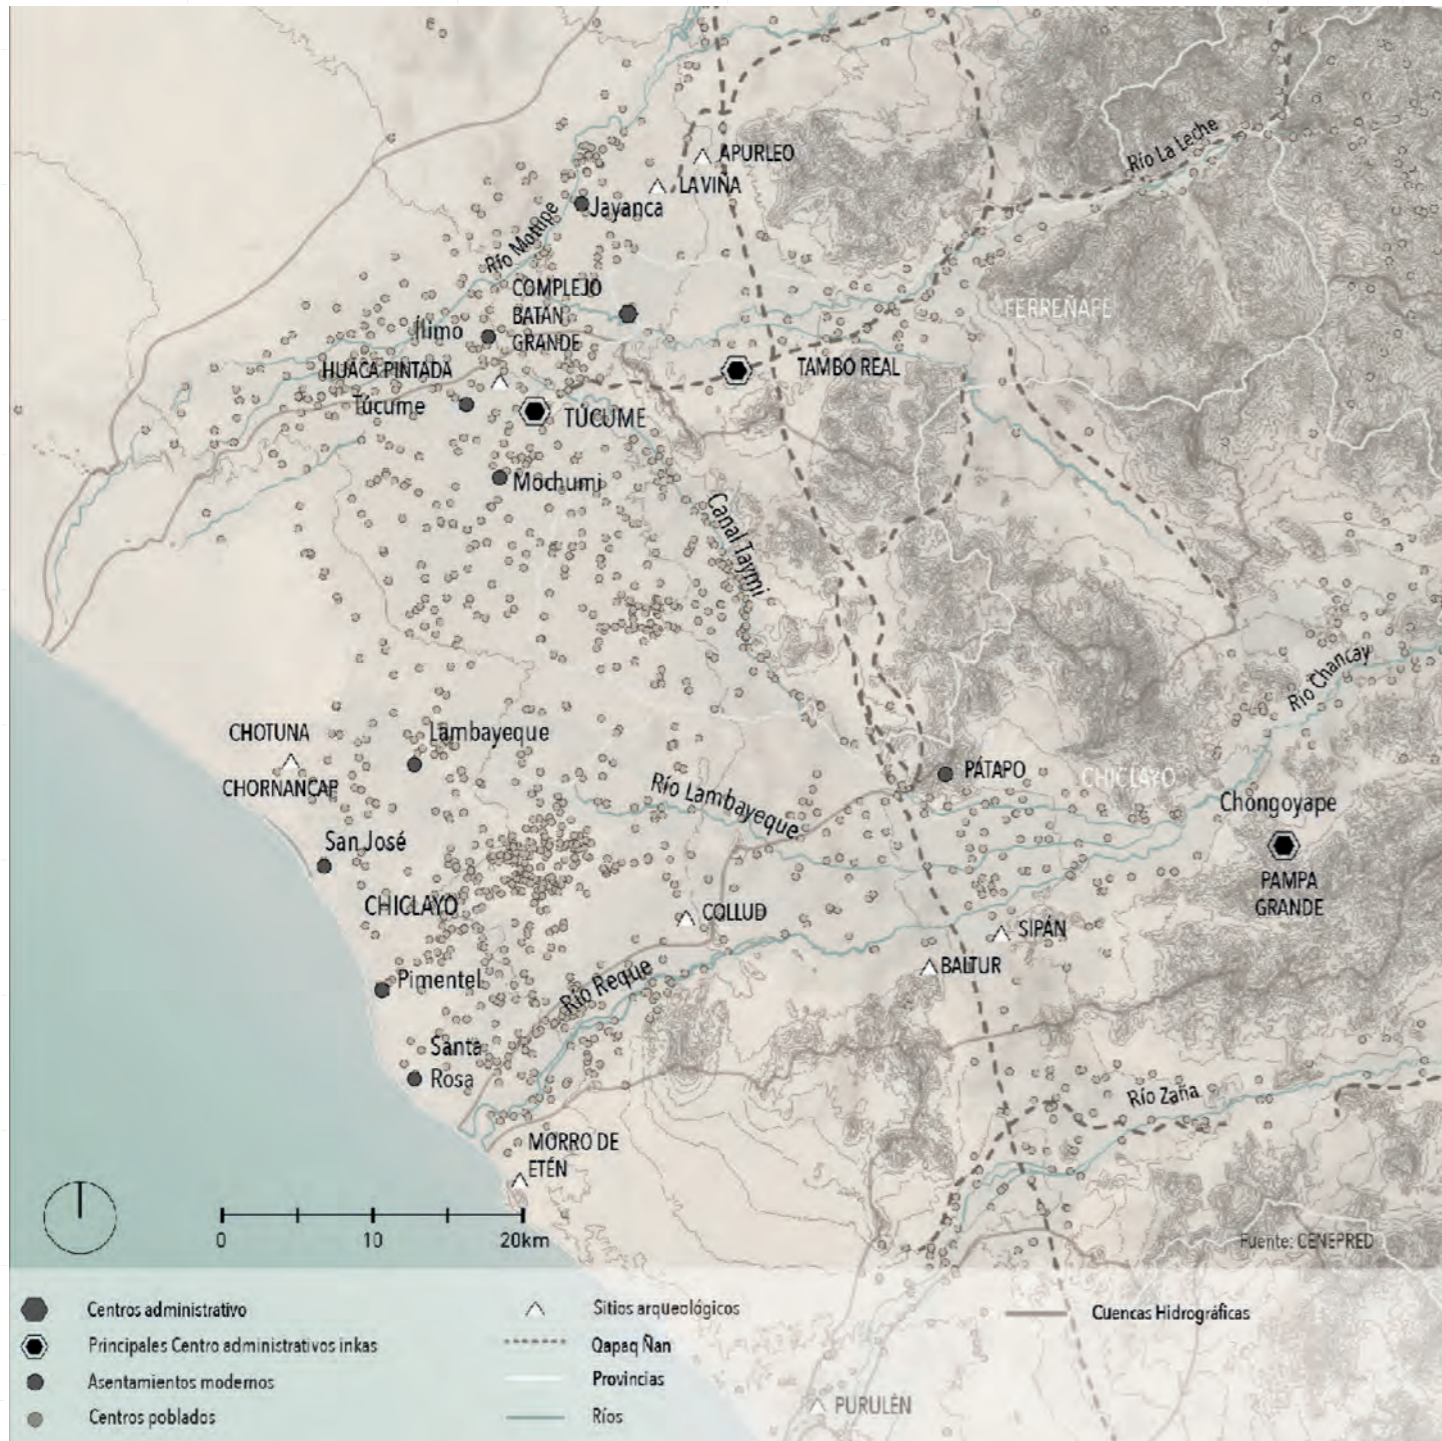 APURLEO
LA VIÑA
Río La Leche
Jayanca
Río Mottipe
COMPLEJO
BATÁN
GRANDE
FERREÑAFE
Ílimo
HUACA PINTADA
TAMBO REAL
Túcume
TÚCUME
Mochumi
Canal Taymi
Río Chancay
CHOTUNA
CHORNANCAP
Lambayeque
PÁTAPO
CHICLAYO
Río Lambayeque
Chongoyape
PAMPA
GRANDE
San José
CHICLAYO
COLLUD
SIPÁN
BALTUR
Pimentel
Río Reque
Santa
Rosa
Río Zaña
MORRO DE
ETÉN
0 10 20km
Fuente: CENEPRED
Centros administrativo
Principales Centro administrativos inkas
Asentamientos modernos
Centros poblados
Sitios arqueológicos
Qapaq Ñan
Provincias
Ríos
Cuencas Hidrográficas
PURULÉN